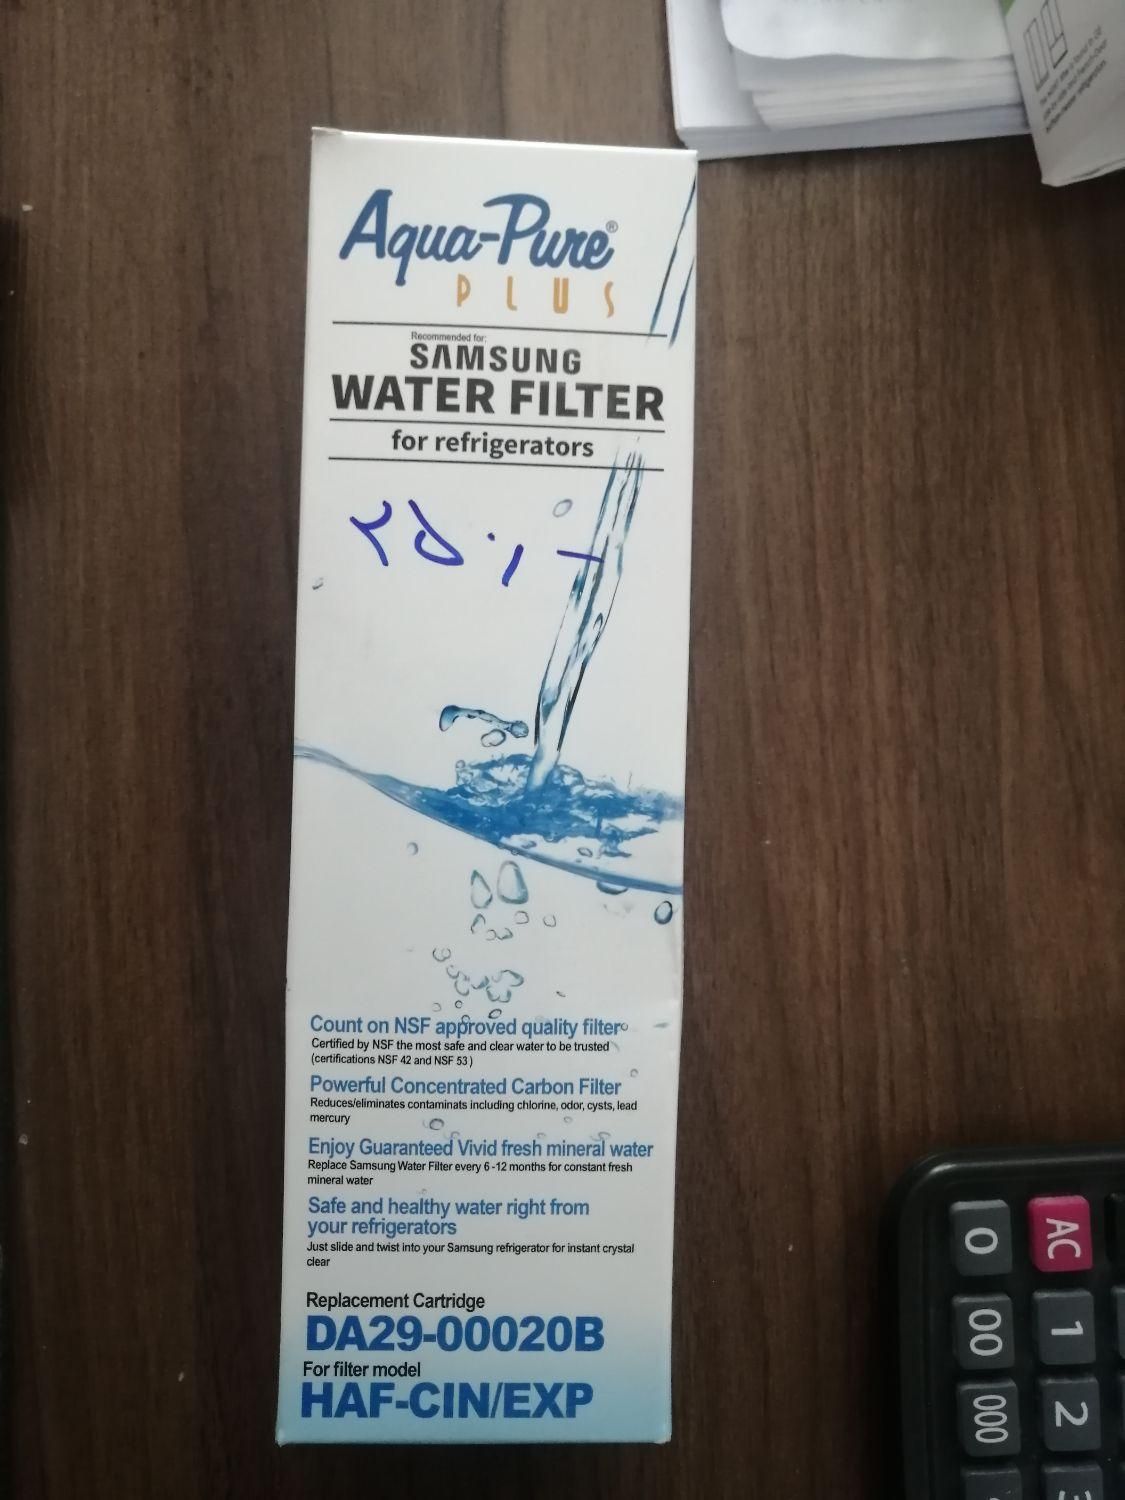 Aqua-Pure®
PLUS
Recommended for:
SAMSUNG
WATER FILTER
for refrigerators
۲۵۰/-
Count on NSF approved quality filter
Certified by NSF the most safe and clear water to be trusted
(certifications NSF 42 and NSF 53)
Powerful Concentrated Carbon Filter
Reduces/eliminates contaminats including chlorine, odor, cysts, lead
mercury
Enjoy Guaranteed Vivid fresh mineral water
Replace Samsung Water Filter every 6-12 months for constant fresh
mineral water
Safe and healthy water right from
your refrigerators
Just slide and twist into your Samsung refrigerator for instant crystal
clear
Replacement Cartridge
DA29-00020B
For filter model
HAF-CIN/EXP
0
AC
00
1
000
2
3